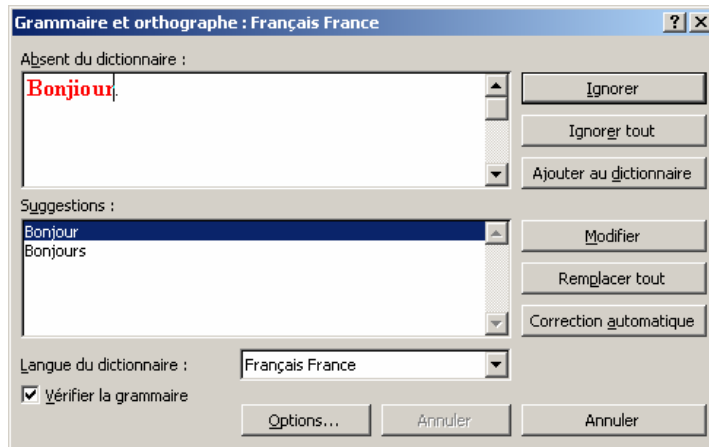 Grammaire et orthographe : Français France
Absent du dictionnaire :
Bonjiour.
Ignorer
Ignorer tout
Ajouter au dictionnaire
Suggestions :
Bonjour
Bonjours
Modifier
Remplacer tout
Correction automatique
Langue du dictionnaire :
Français France
Vérifier la grammaire
Options...
Annuler
Annuler